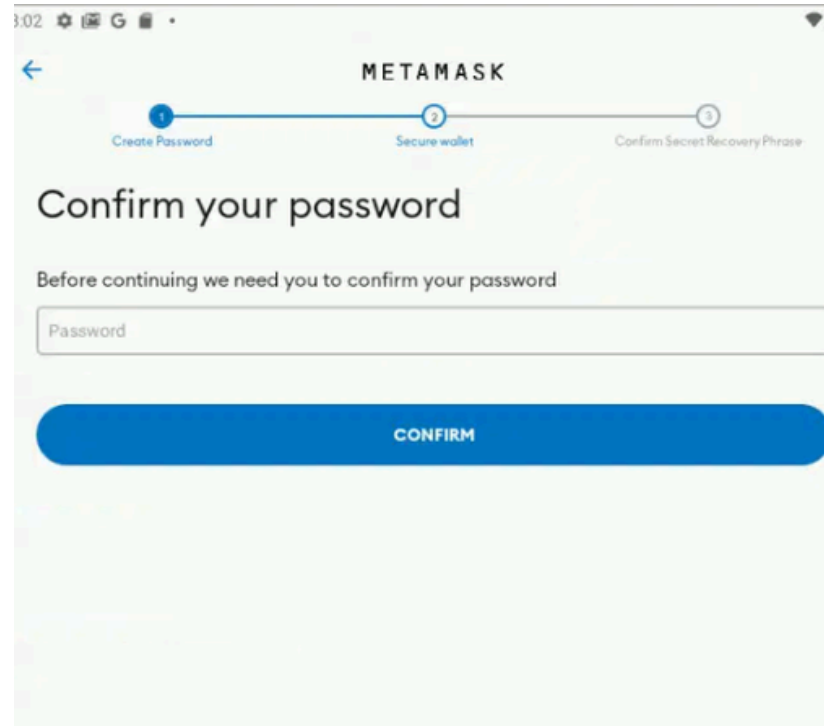 3:02 G
METAMASK
1 2 3
Create Password Secure wallet Confirm Secret Recovery Phrase
Confirm your password
Before continuing we need you to confirm your password
Password
CONFIRM